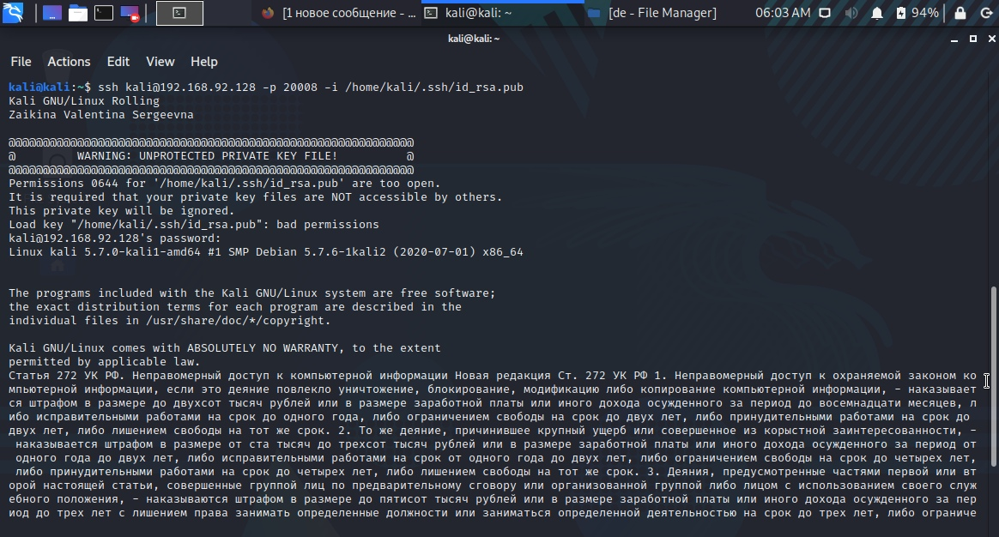 [1 новое сообщение - ...
kali@kali: ~
[de - File Manager]
06:03 AM
94%
kali@kali: ~
File Actions Edit View Help
kali@kali:~$ ssh kali@192.168.92.128 -p 20008 -i /home/kali/.ssh/id_rsa.pub
Kali GNU/Linux Rolling
Zaikina Valentina Sergeevna
@@@@@@@@@@@@@@@@@@@@@@@@@@@@@@@@@@@@@@@@@@@@@@@@@@@@@@@@@@@
@         WARNING: UNPROTECTED PRIVATE KEY FILE!          @
@@@@@@@@@@@@@@@@@@@@@@@@@@@@@@@@@@@@@@@@@@@@@@@@@@@@@@@@@@@
Permissions 0644 for '/home/kali/.ssh/id_rsa.pub' are too open.
It is required that your private key files are NOT accessible by others.
This private key will be ignored.
Load key "/home/kali/.ssh/id_rsa.pub": bad permissions
kali@192.168.92.128's password:
Linux kali 5.7.0-kali1-amd64 #1 SMP Debian 5.7.6-1kali2 (2020-07-01) x86_64
The programs included with the Kali GNU/Linux system are free software;
the exact distribution terms for each program are described in the
individual files in /usr/share/doc/*/copyright.
Kali GNU/Linux comes with ABSOLUTELY NO WARRANTY, to the extent
permitted by applicable law.
Статья 272 УК РФ. Неправомерный доступ к компьютерной информации Новая редакция Ст. 272 УК РФ 1. Неправомерный доступ к охраняемой законом ко
мпьютерной информации, если это деяние повлекло уничтожение, блокирование, модификацию либо копирование компьютерной информации, - наказывает
ся штрафом в размере до двухсот тысяч рублей или в размере заработной платы или иного дохода осужденного за период до восемнадцати месяцев, л
ибо исправительными работами на срок до одного года, либо ограничением свободы на срок до двух лет, либо принудительными работами на срок до
двух лет, либо лишением свободы на тот же срок. 2. То же деяние, причинившее крупный ущерб или совершенное из корыстной заинтересованности, -
наказывается штрафом в размере от ста тысяч до трехсот тысяч рублей или в размере заработной платы или иного дохода осужденного за период от
одного года до двух лет, либо исправительными работами на срок от одного года до двух лет, либо ограничением свободы на срок до четырех лет,
либо принудительными работами на срок до четырех лет, либо лишением свободы на тот же срок. 3. Деяния, предусмотренные частями первой или вт
орой настоящей статьи, совершенные группой лиц по предварительному сговору или организованной группой либо лицом с использованием своего служ
ебного положения, - наказываются штрафом в размере до пятисот тысяч рублей или в размере заработной платы или иного дохода осужденного за пер
иод до трех лет с лишением права занимать определенные должности или заниматься определенной деятельностью на срок до трех лет, либо ограниче